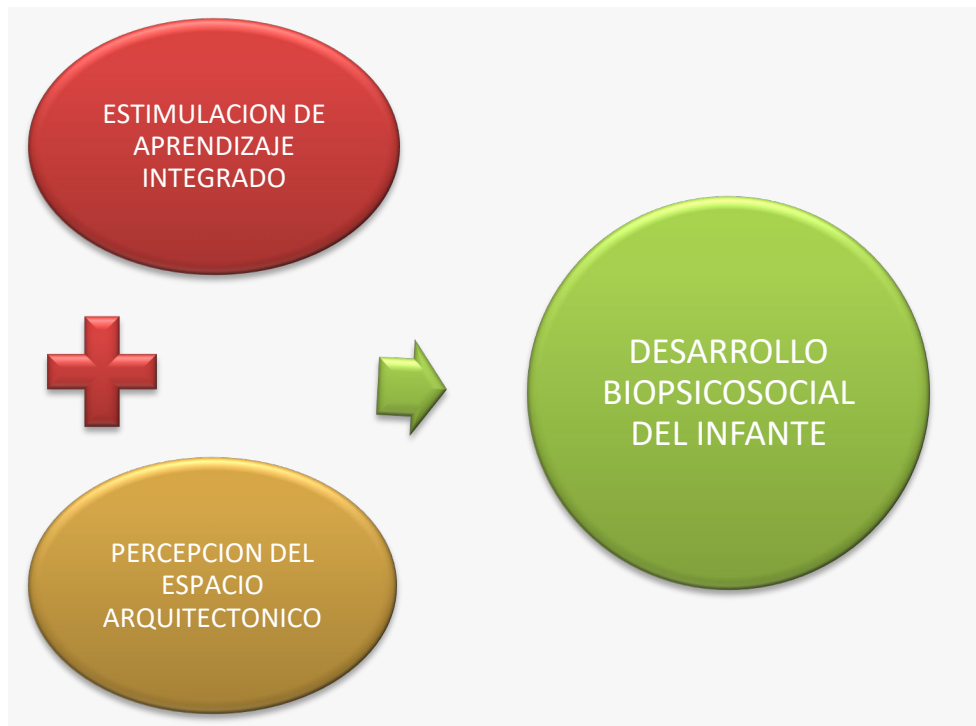 ESTIMULACION DE
APRENDIZAJE
INTEGRADO
PERCEPCION DEL
ESPACIO
ARQUITECTONICO
DESARROLLO
BIOPSICOSOCIAL
DEL INFANTE